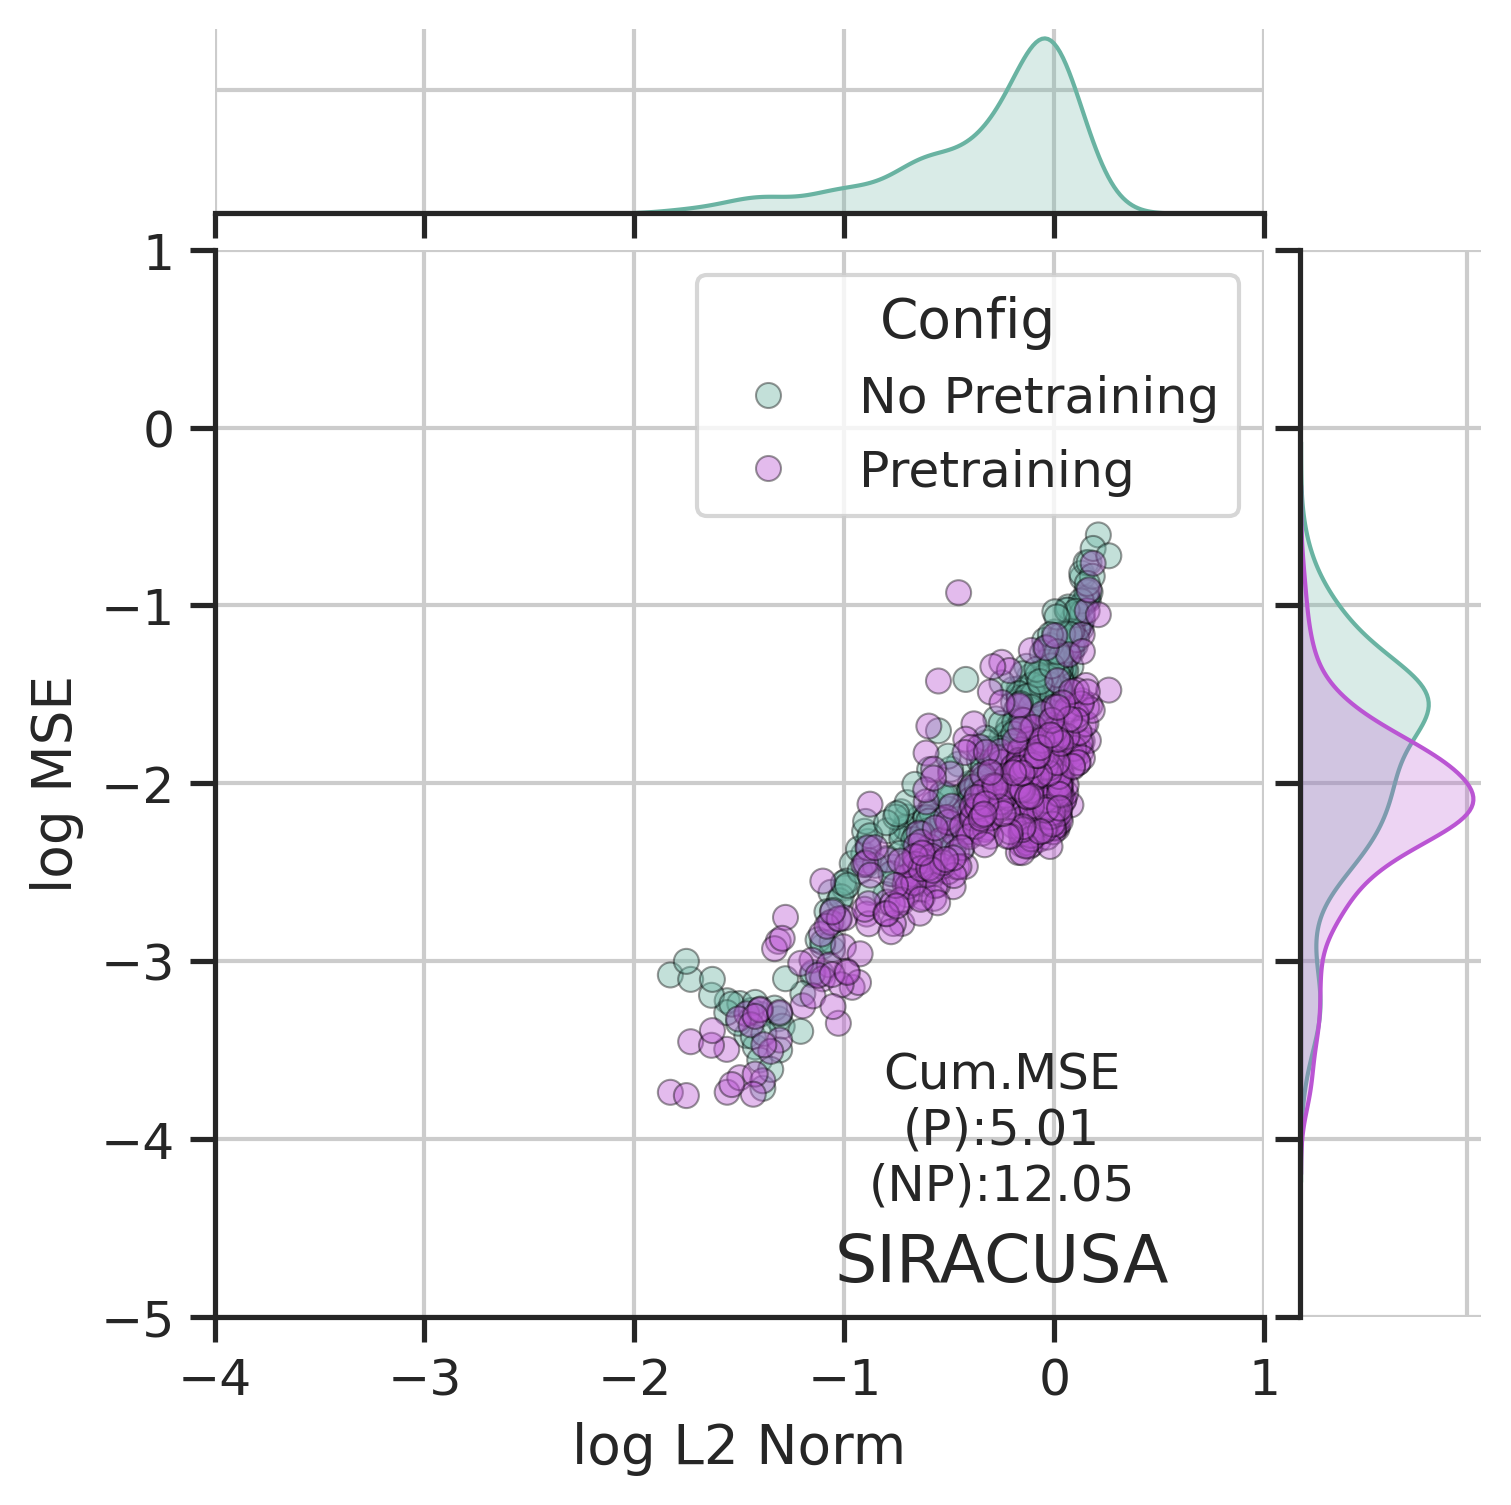 1
0
−1
−2
−3
−4
−5
log MSE
Config
No Pretraining
Pretraining
Cum.MSE
(P):5.01
(NP):12.05
SIRACUSA
−4 −3 −2 −1 0 1
log L2 Norm